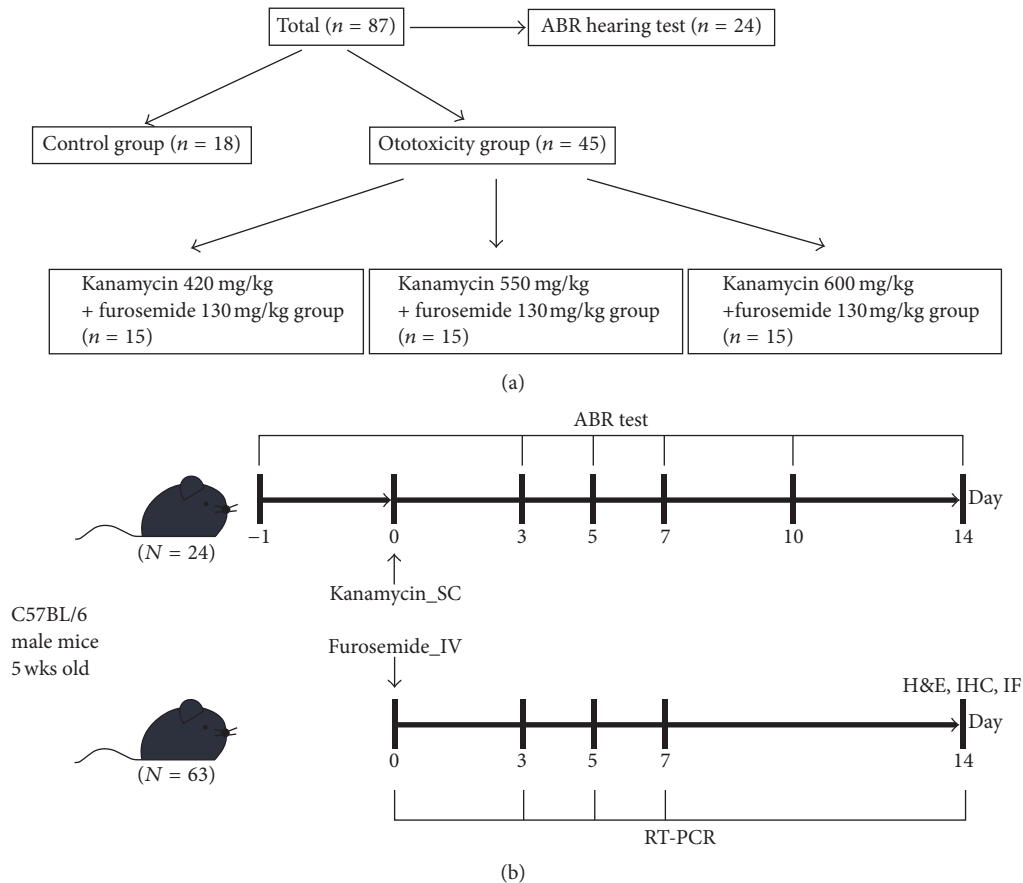 Total (n = 87)
ABR hearing test (n = 24)
Control group (n = 18)
Ototoxicity group (n = 45)
Kanamycin 420 mg/kg
+ furosemide 130 mg/kg group
(n = 15)
Kanamycin 550 mg/kg
+ furosemide 130 mg/kg group
(n = 15)
Kanamycin 600 mg/kg
+furosemide 130 mg/kg group
(n = 15)
(a)
ABR test
Day
(N = 24)
−1 0 3 5 7 10 14
Kanamycin_SC
C57BL/6
male mice
5 wks old
Furosemide_IV
H&E, IHC, IF
Day
(N = 63)
0 3 5 7 14
RT-PCR
(b)